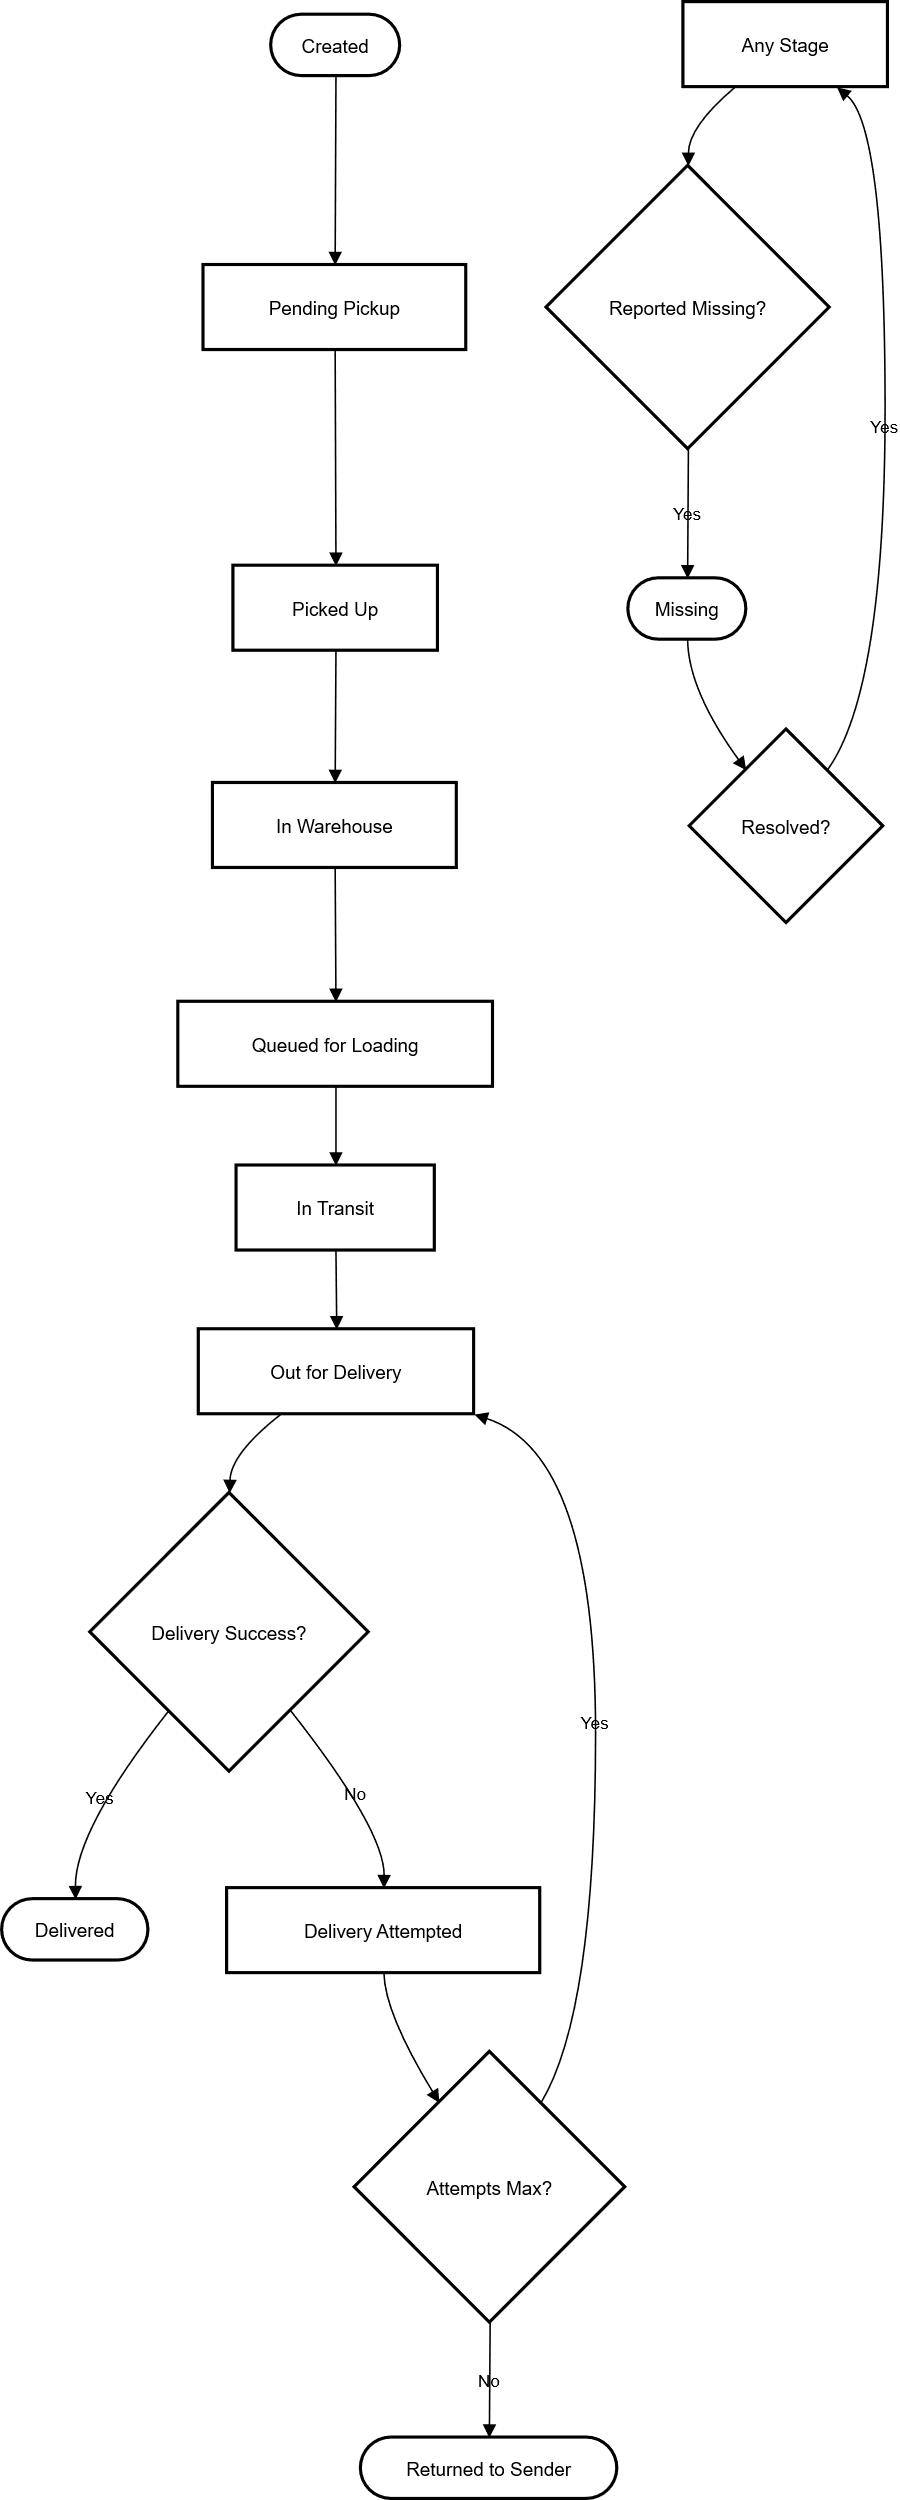 Created
Any Stage
Pending Pickup
Reported Missing?
Yes
Yes
Picked Up
Missing
In Warehouse
Resolved?
Queued for Loading
In Transit
Out for Delivery
Delivery Success?
Yes
Yes
No
Delivered
Delivery Attempted
Attempts Max?
No
Returned to Sender